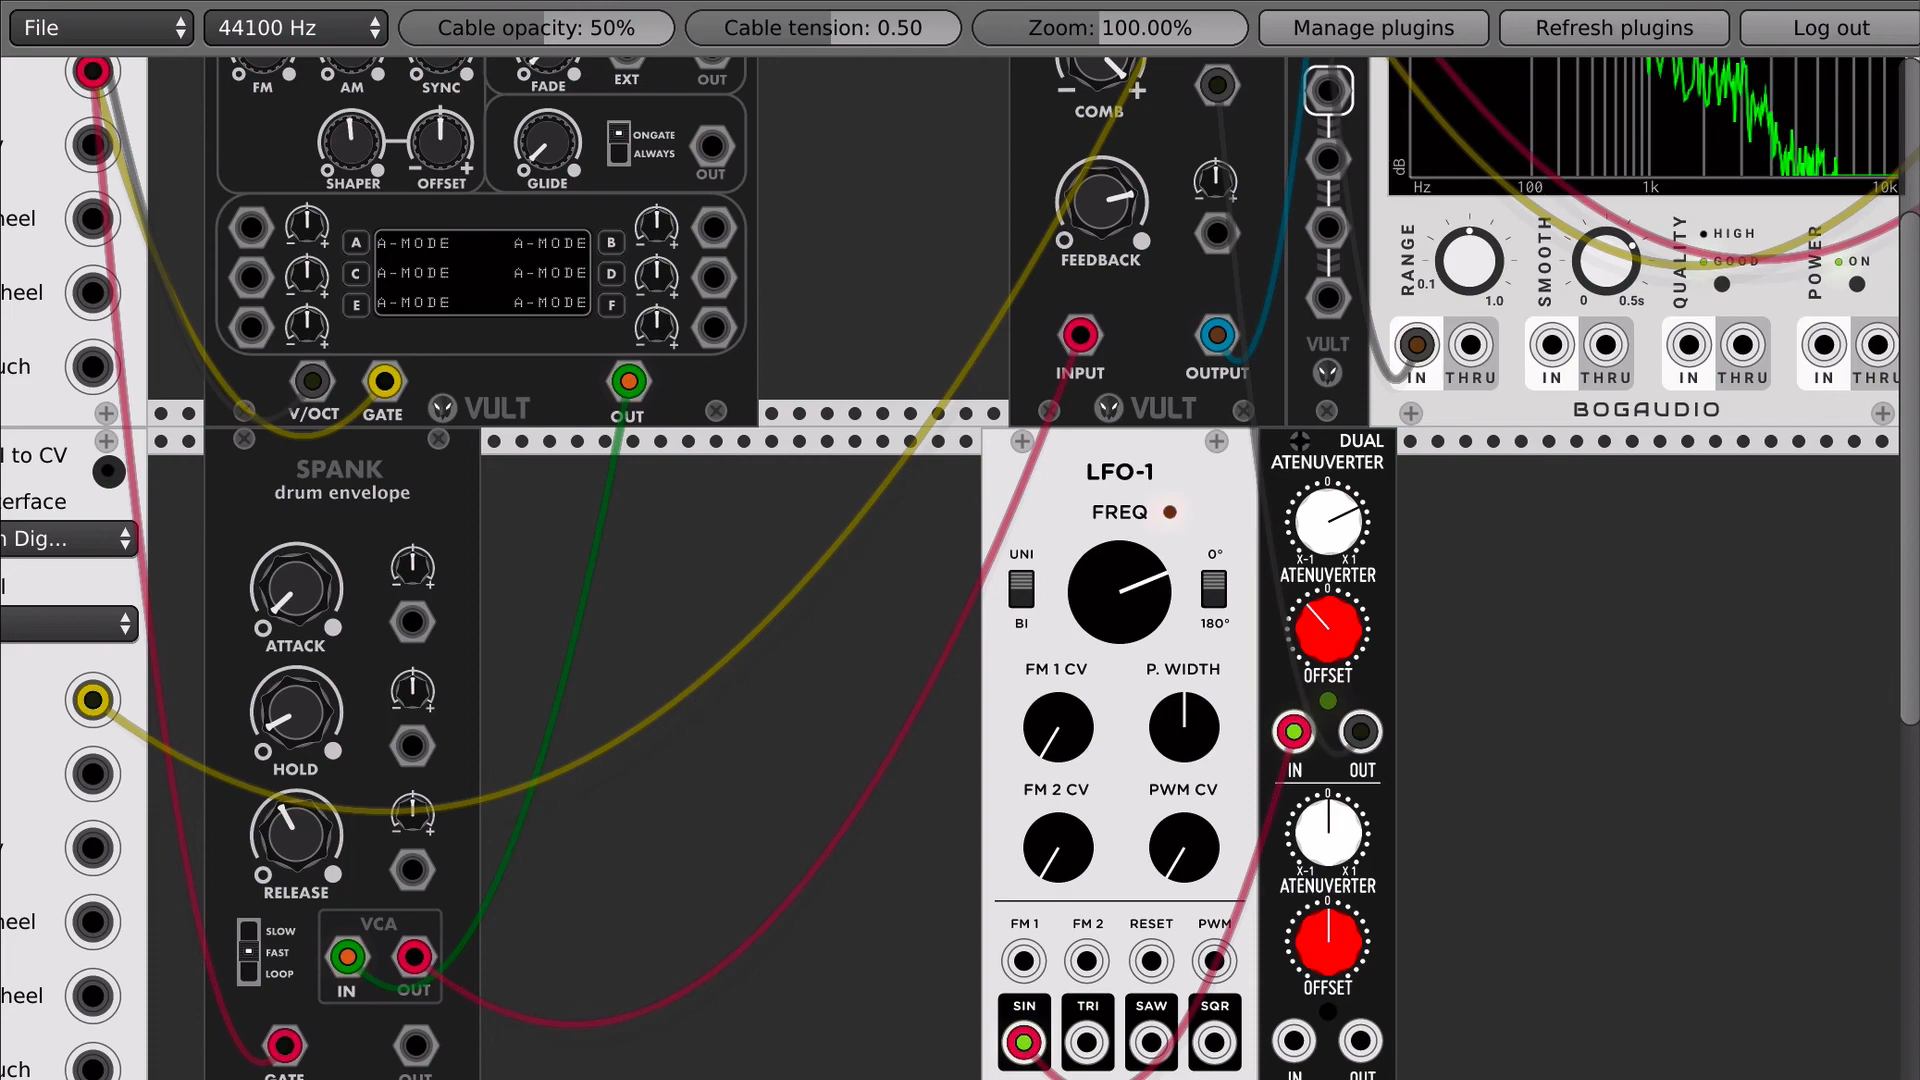 File
44100 Hz
Cable opacity: 50%
Cable tension: 0.50
Zoom: 100.00%
Manage plugins
Refresh plugins
Log out
FM
AM
SYNC
FADE
EXT
OUT
SHAPER
OFFSET
GLIDE
ONGATE
ALWAYS
OUT
A
A-MODE
A-MODE
B
C
A-MODE
A-MODE
D
E
A-MODE
A-MODE
F
V/OCT
GATE
VULT
OUT
heel
heel
uch
COMB
FEEDBACK
INPUT
OUTPUT
VULT
VULT
dB
Hz
100
1k
10k
RANGE
0.1
1.0
SMOOTH
0
0.5s
QUALITY
HIGH
GOOD
POWER
ON
IN
THRU
IN
THRU
IN
THRU
IN
THRU
BOGAUDIO
I to CV
terface
n Dig...
l
heel
heel
uch
SPANK
drum envelope
ATTACK
HOLD
RELEASE
SLOW
FAST
LOOP
VCA
IN
OUT
GATE
OUT
LFO-1
FREQ
UNI
BI
0°
180°
FM 1 CV
P. WIDTH
FM 2 CV
PWM CV
FM 1
FM 2
RESET
PWM
SIN
TRI
SAW
SQR
DUAL
ATENUVERTER
0
X-1
X1
ATENUVERTER
0
OFFSET
IN
OUT
0
X-1
X1
ATENUVERTER
0
OFFSET
IN
OUT